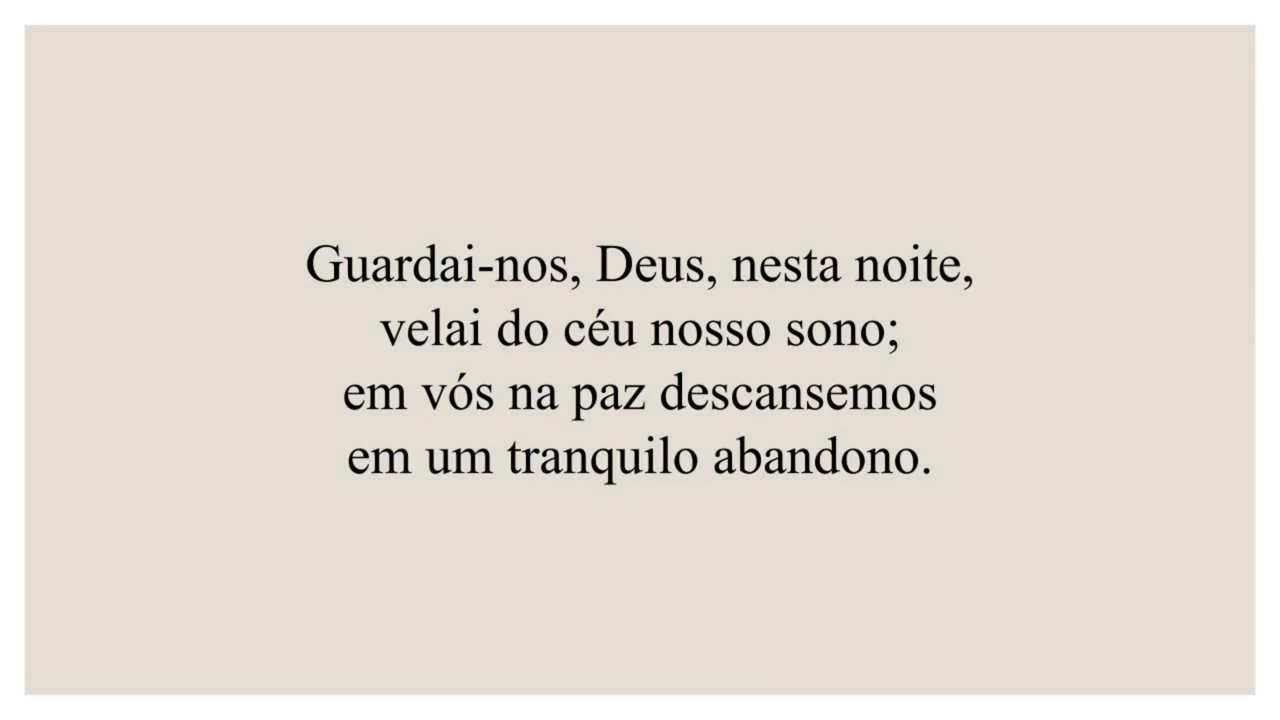 Guardai-nos, Deus, nesta noite,
velai do céu nosso sono;
em vós na paz descansemos
em um tranquilo abandono.